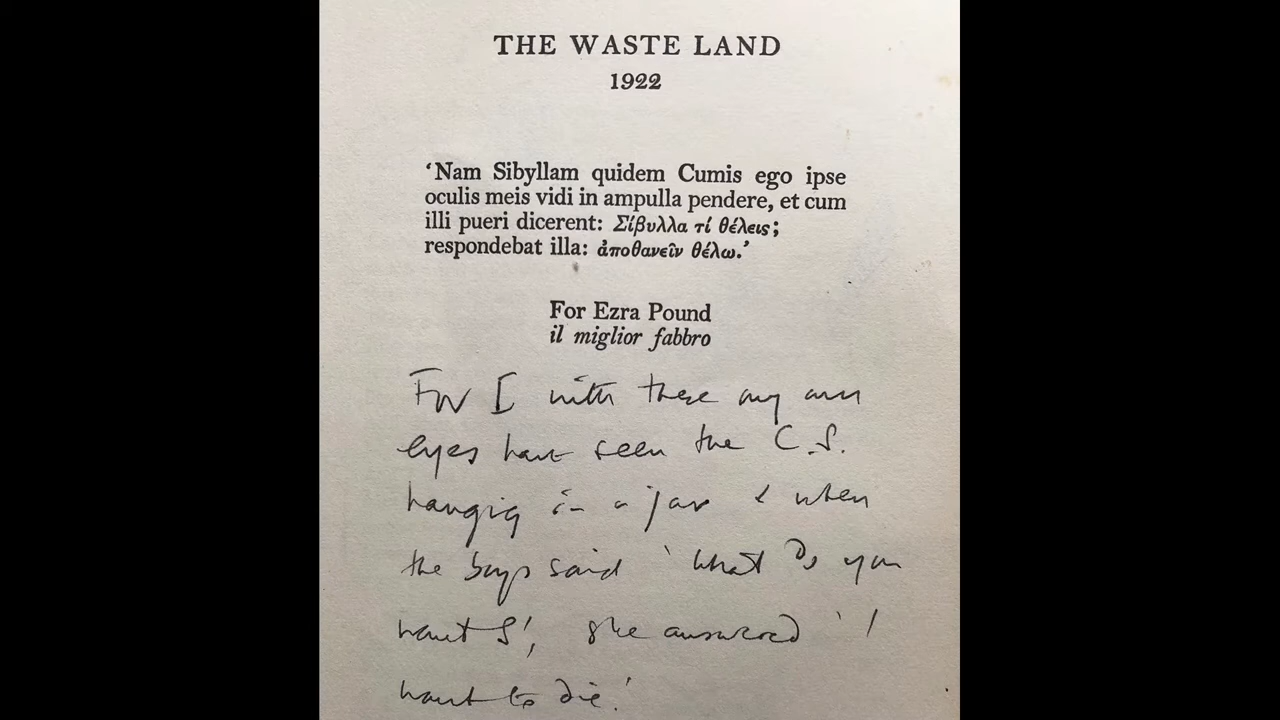 THE WASTE LAND
1922
‘Nam Sibyllam quidem Cumis ego ipse
oculis meis vidi in ampulla pendere, et cum
illi pueri dicerent: Σίβυλλα τί θέλεις;
respondebat illa: ἀποθανεῖν θέλω.’
For Ezra Pound
il miglior fabbro
For I with these my own
eyes have seen the C.S.
hanging in a jar & when
the boys said ‘What do you
want S’, she answered ‘I
want to die’